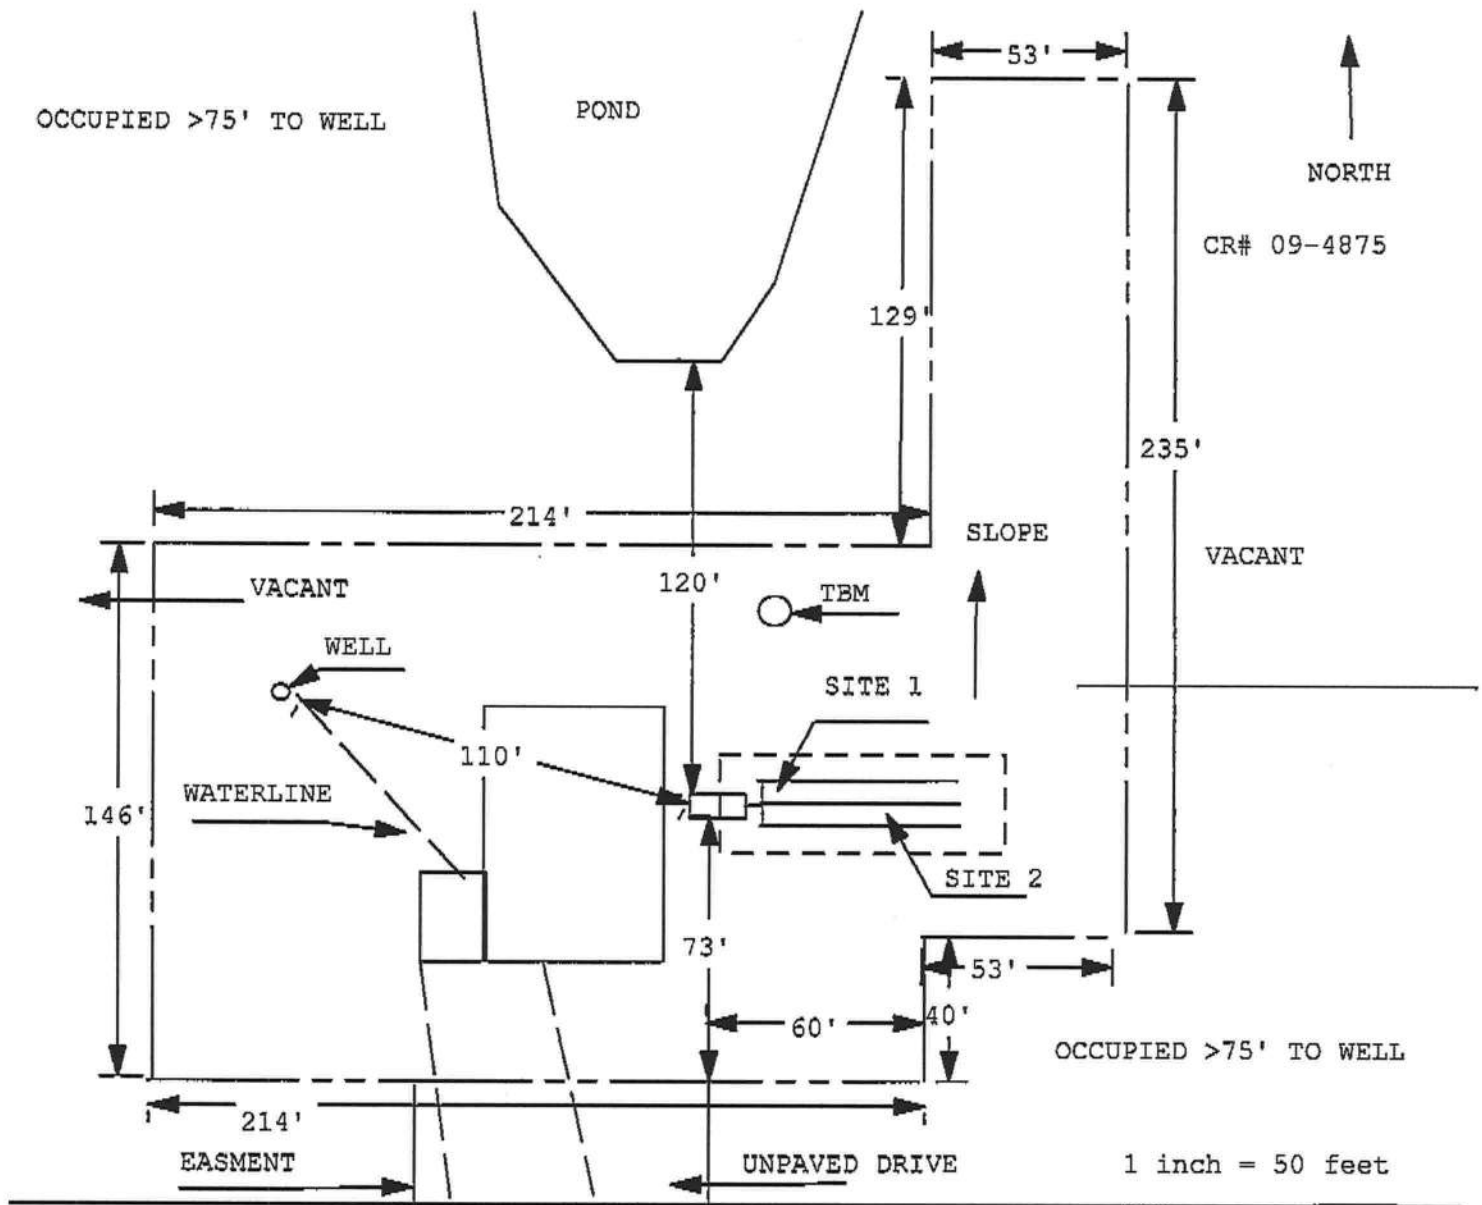 53'
OCCUPIED >75' TO WELL
POND
NORTH
CR# 09-4875
129'
235'
214'
SLOPE
VACANT
120'
VACANT
TBM
WELL
SITE 1
110'
WATERLINE
146'
SITE 2
73'
53'
60'
40'
OCCUPIED >75' TO WELL
214'
EASMENT
UNPAVED DRIVE
1 inch = 50 feet